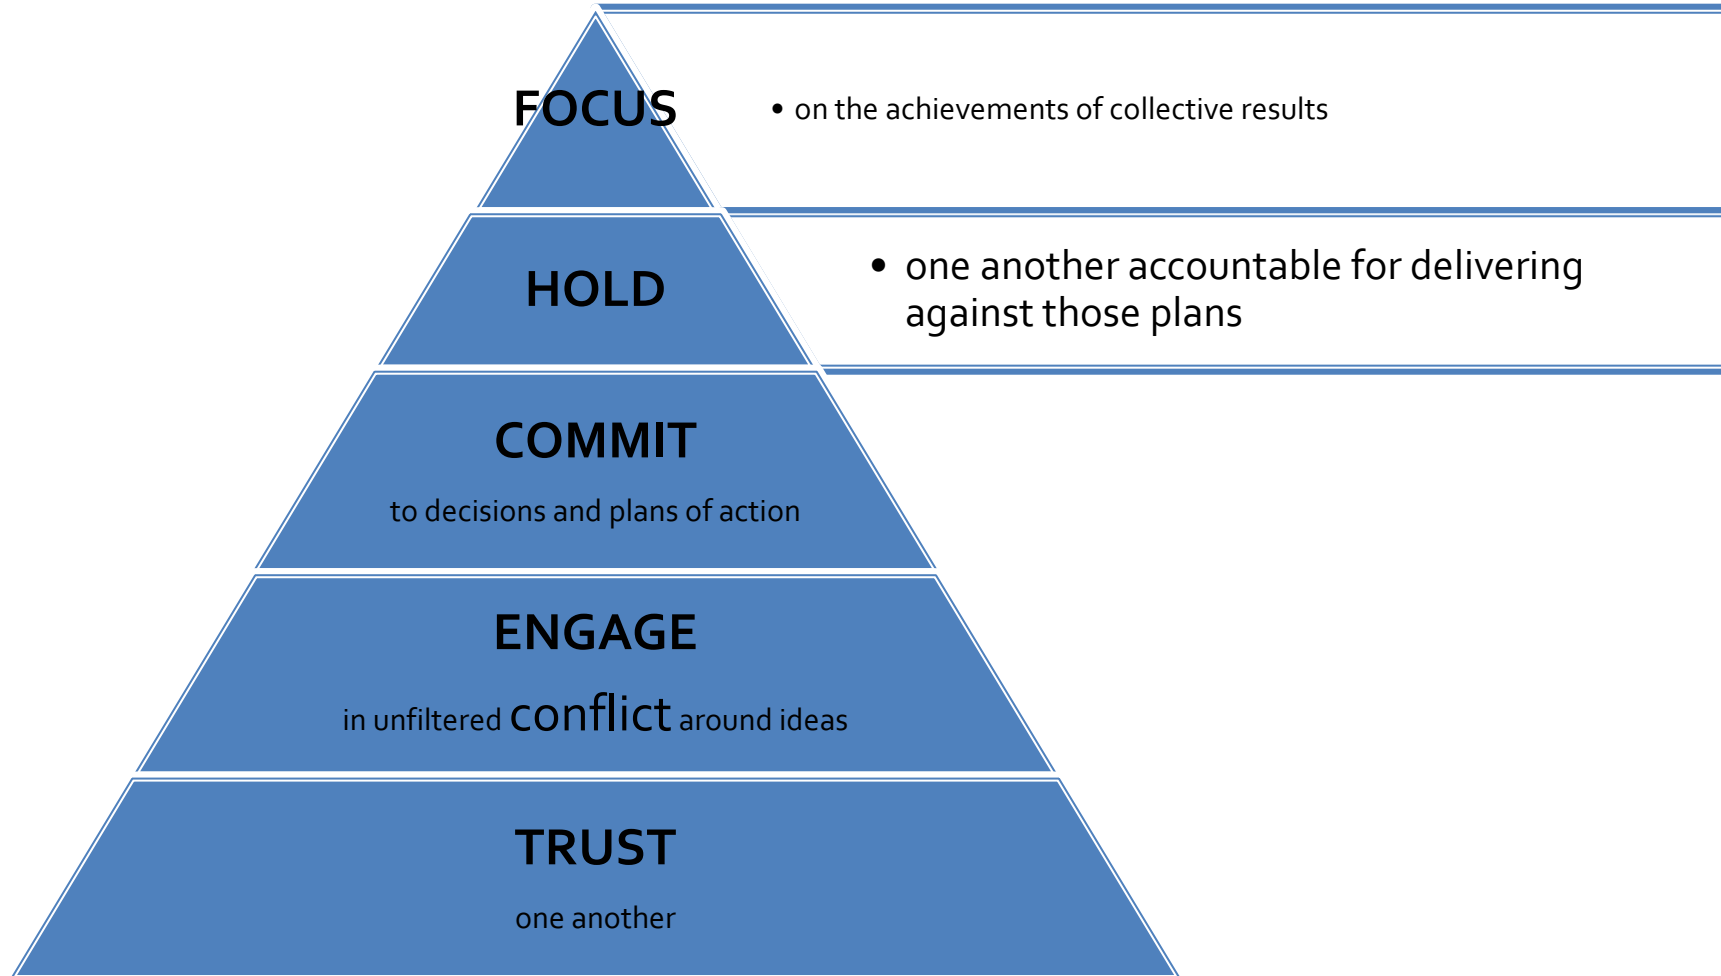 FOCUS
• on the achievements of collective results
HOLD
• one another accountable for delivering
against those plans
COMMIT
to decisions and plans of action
ENGAGE
in unfiltered conflict around ideas
TRUST
one another